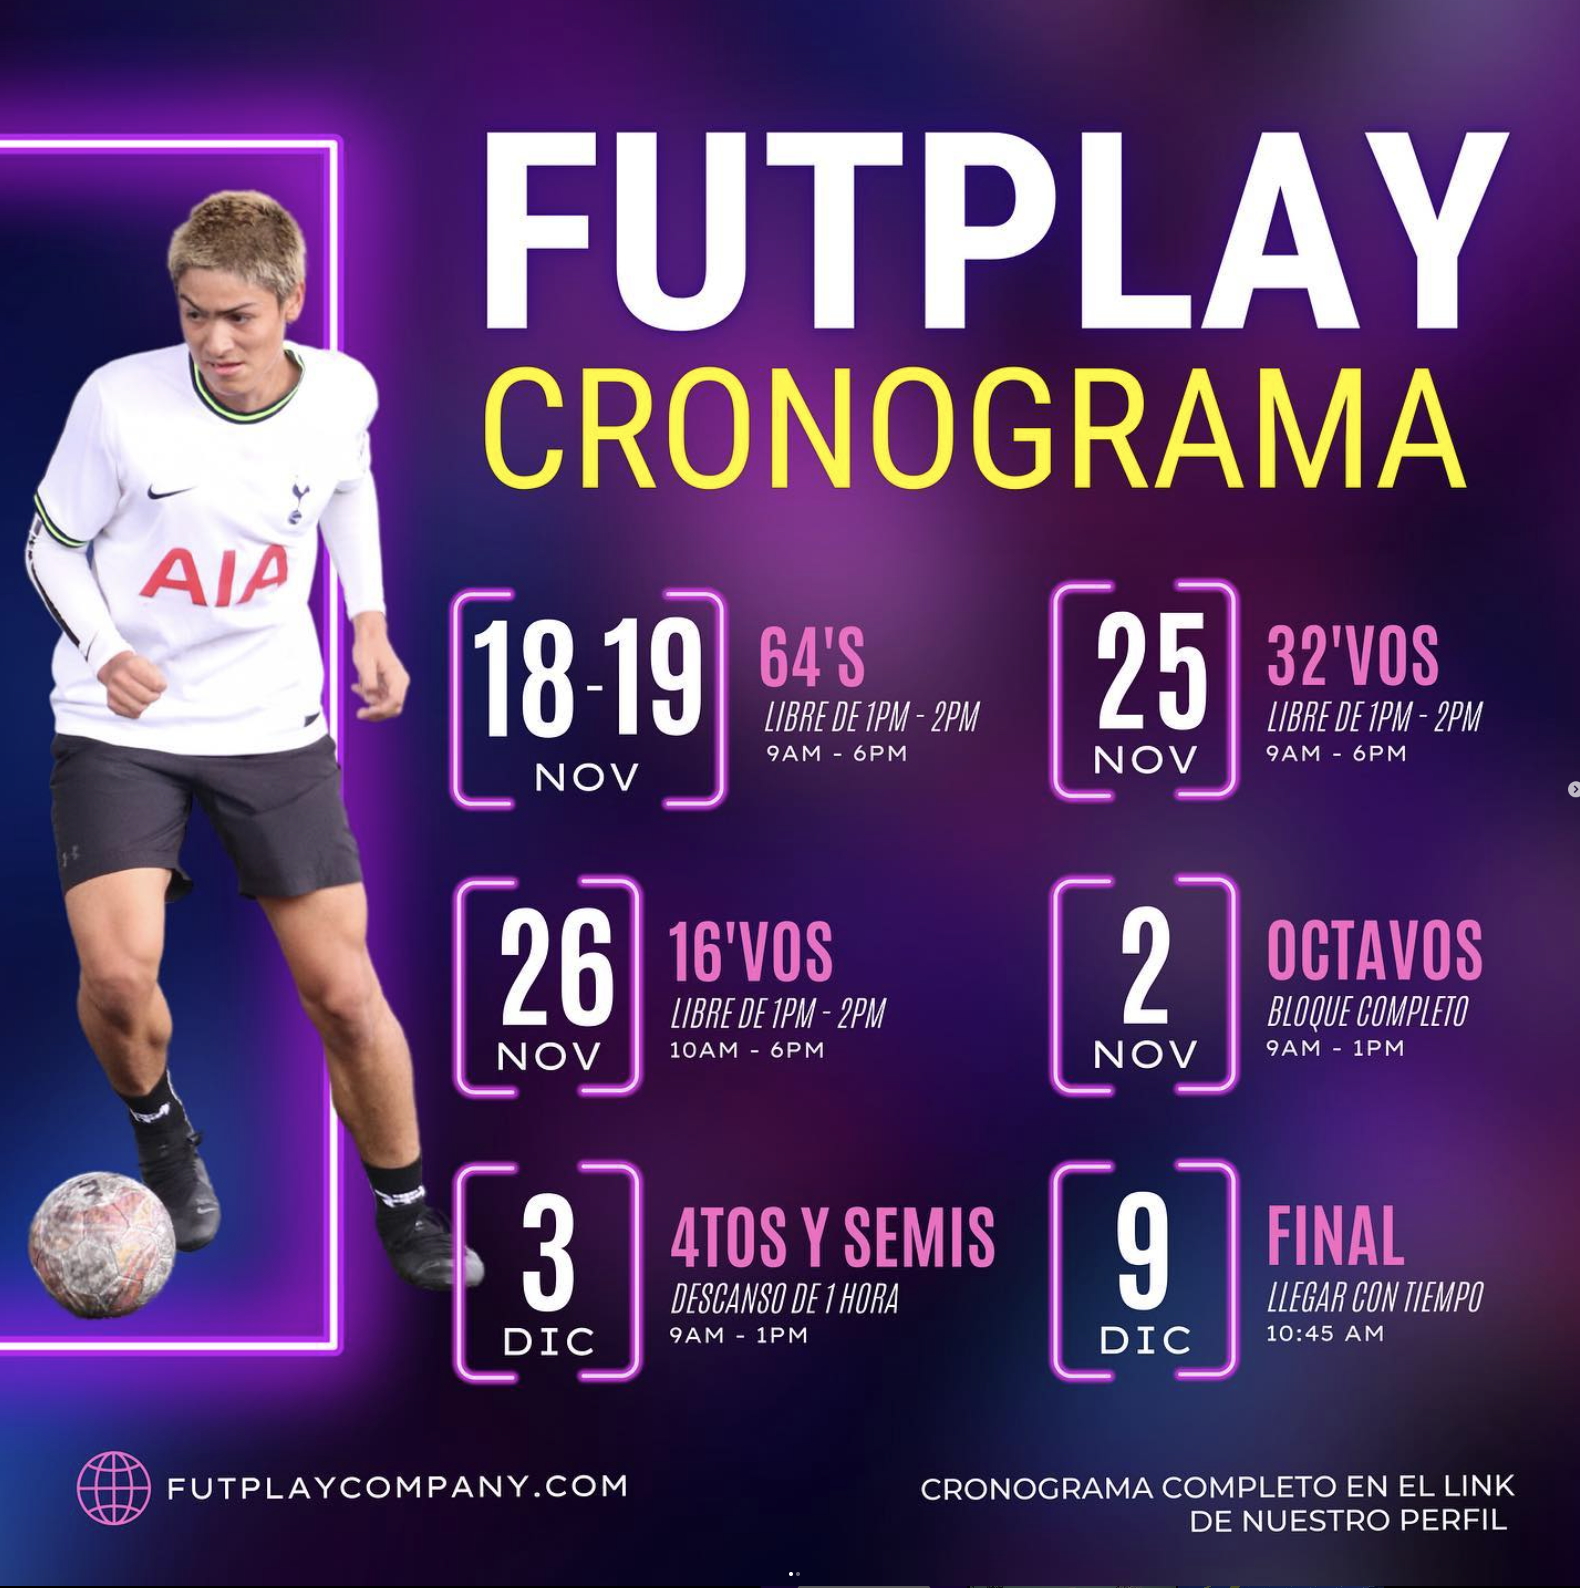 FUTPLAY
CRONOGRAMA
AIA
18-19
NOV
64'S
LIBRE DE 1PM - 2PM
9AM - 6PM
25
NOV
32'VOS
LIBRE DE 1PM - 2PM
9AM - 6PM
26
NOV
16'VOS
LIBRE DE 1PM - 2PM
10AM - 6PM
2
NOV
OCTAVOS
BLOQUE COMPLETO
9AM - 1PM
3
DIC
4TOS Y SEMIS
DESCANSO DE 1 HORA
9AM - 1PM
9
DIC
FINAL
LLEGAR CON TIEMPO
10:45 AM
FUTPLAYCOMPANY.COM
CRONOGRAMA COMPLETO EN EL LINK
DE NUESTRO PERFIL